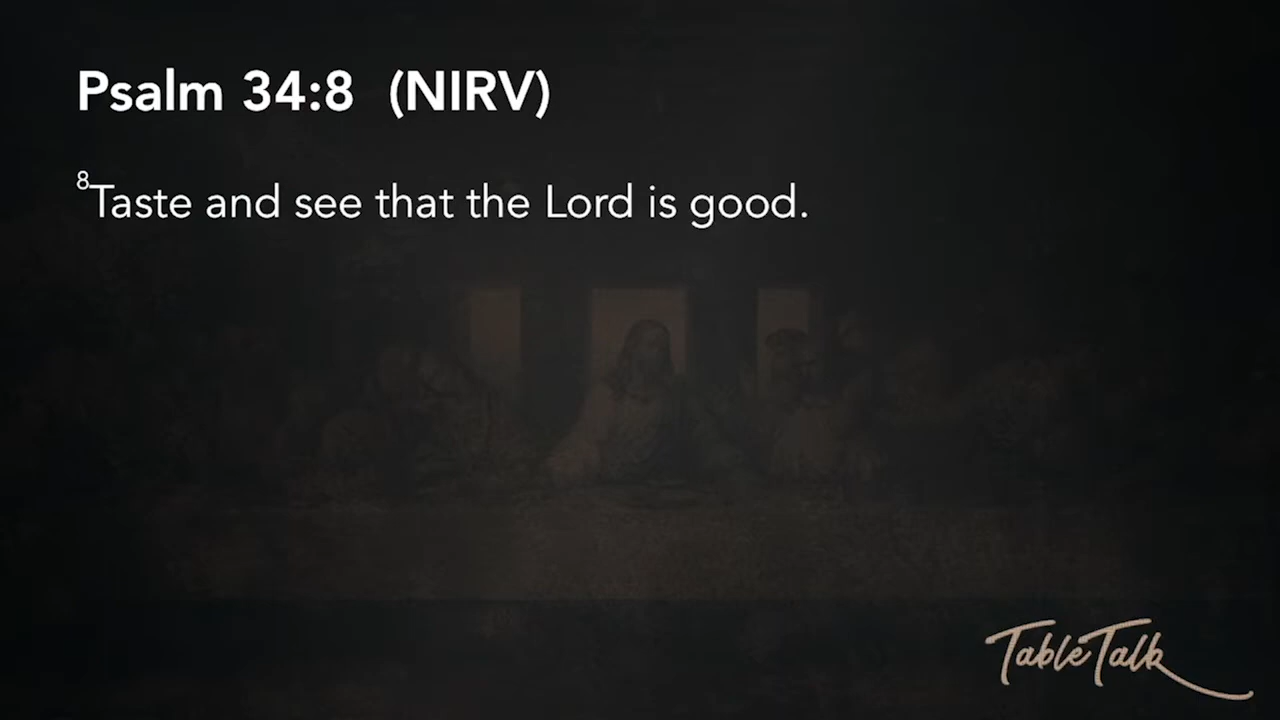 Psalm 34:8 (NIRV)
8Taste and see that the Lord is good.
TableTalk